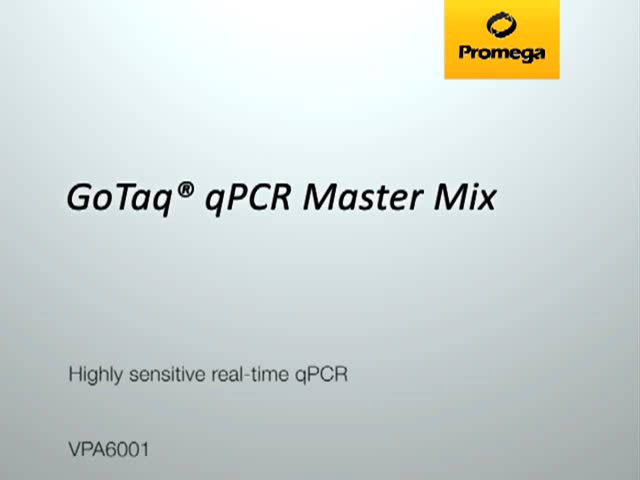 Promega
GoTaq® qPCR Master Mix
Highly sensitive real-time qPCR
VPA6001